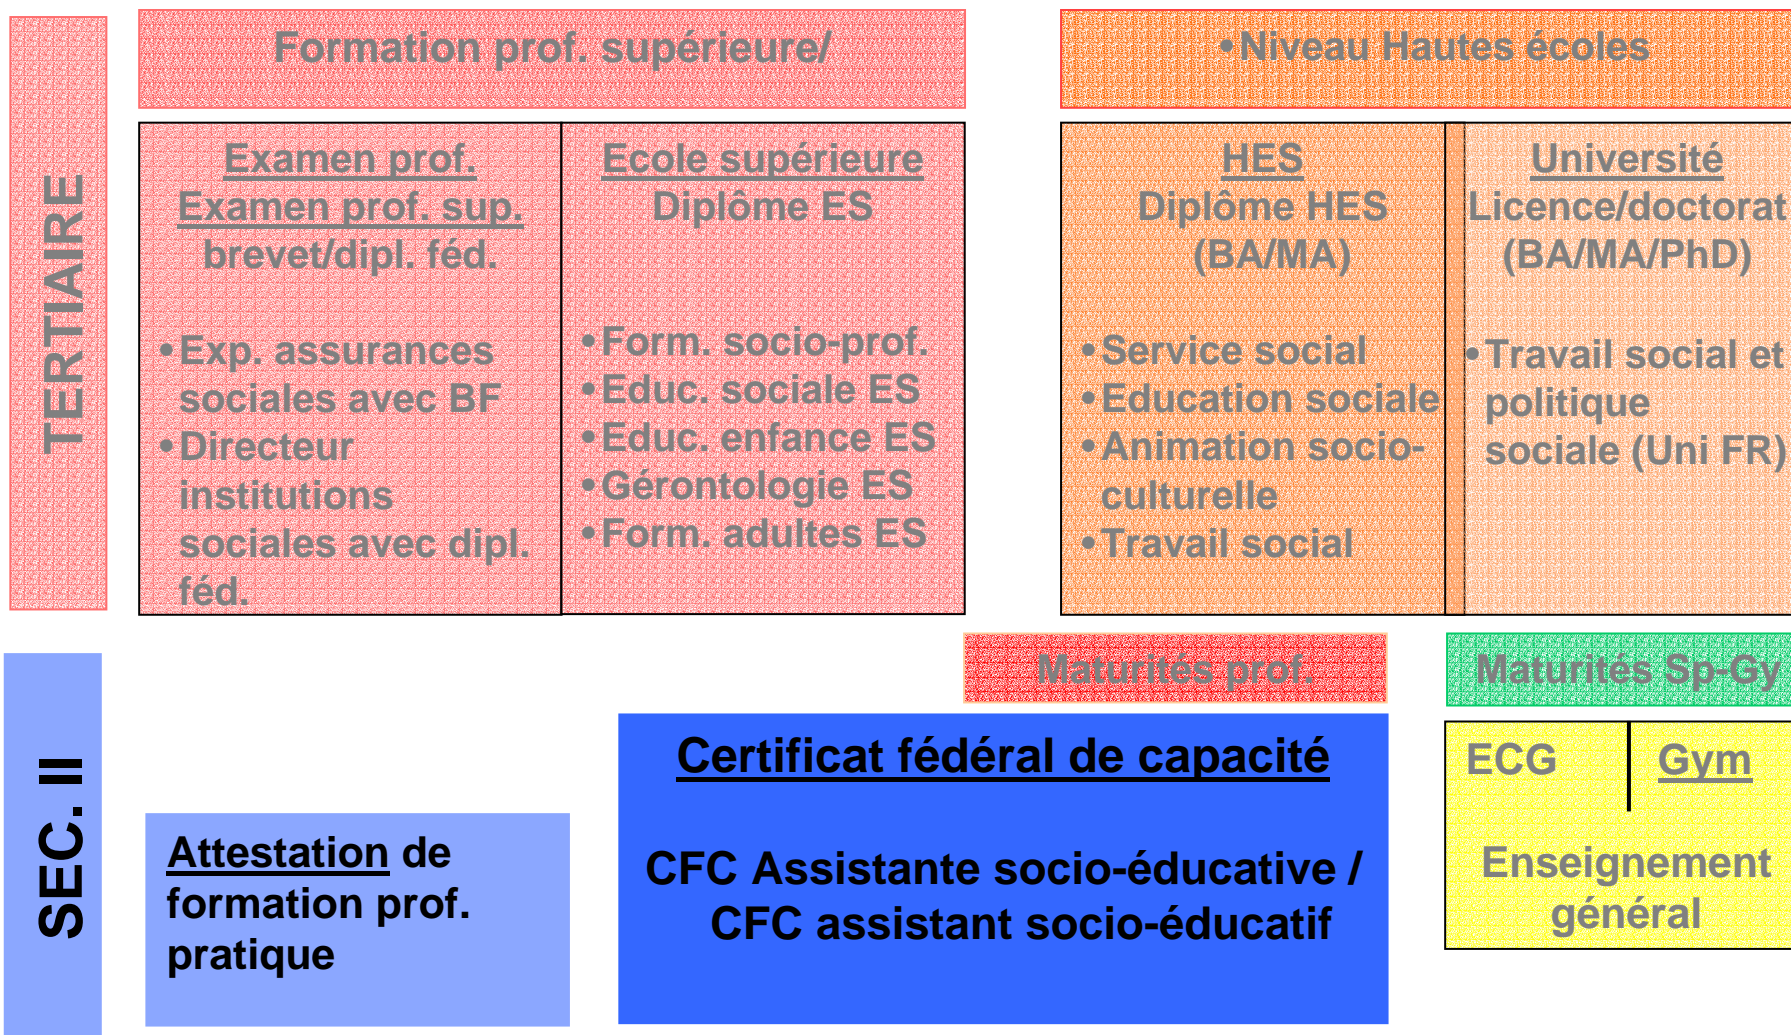 TERTIAIRE
Formation prof. supérieure/
•Niveau Hautes écoles
Examen prof.
Examen prof. sup.
brevet/dipl. féd.
•Exp. assurances
sociales avec BF
•Directeur
institutions
sociales avec dipl.
féd.
Ecole supérieure
Diplôme ES
•Form. socio-prof.
•Educ. sociale ES
•Educ. enfance ES
•Gérontologie ES
•Form. adultes ES
HES
Diplôme HES
(BA/MA)
•Service social
•Education sociale
•Animation socio-
culturelle
•Travail social
Université
Licence/doctorat
(BA/MA/PhD)
•Travail social et
politique
sociale (Uni FR)
Maturités prof.
Maturités Sp-Gy
SEC. II
Attestation de
formation prof.
pratique
Certificat fédéral de capacité
CFC Assistante socio-éducative /
CFC assistant socio-éducatif
ECG
Gym
Enseignement
général